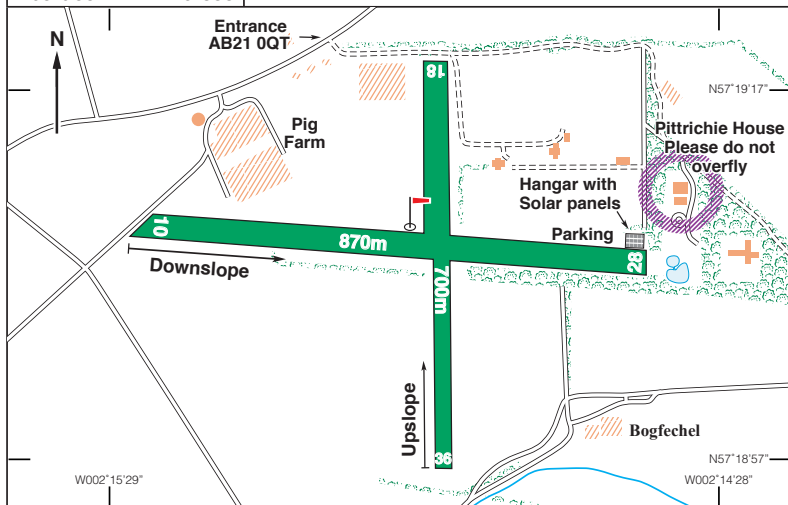 Entrance
AB21 0QT
N
18
N57°19'17"
Pig
Farm
Pittrichie House
Please do not
overfly
Hangar with
Solar panels
Parking
10
870m
28
Downslope
700m
Upslope
36
Bogfechel
N57°18'57"
W002°15'29"
W002°14'28"